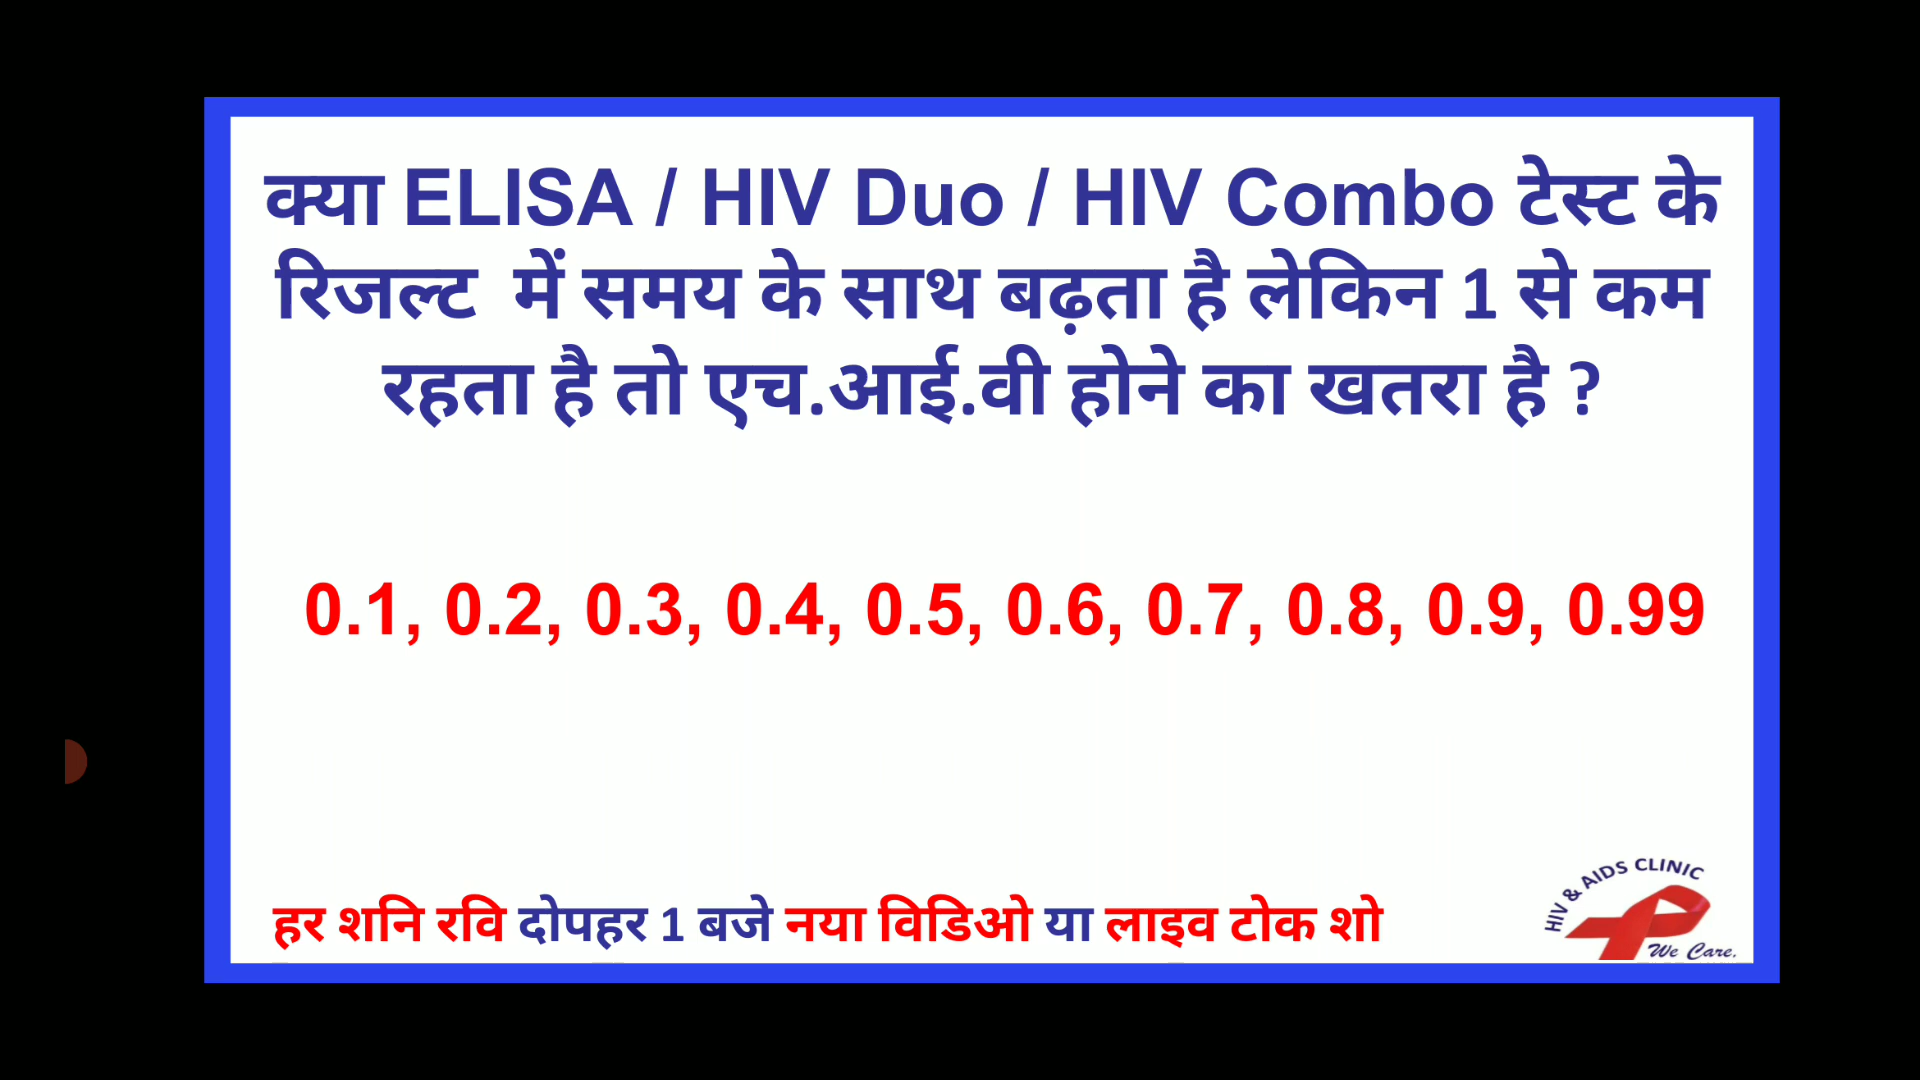 क्या ELISA / HIV Duo / HIV Combo टेस्ट के
रिजल्ट में समय के साथ बढ़ता है लेकिन 1 से कम
रहता है तो एच.आई.वी होने का खतरा है ?
0.1, 0.2, 0.3, 0.4, 0.5, 0.6, 0.7, 0.8, 0.9, 0.99
हर शनि रवि दोपहर 1 बजे नया विडिओ या लाइव टोक शो
HIV & AIDS CLINIC
We Care.